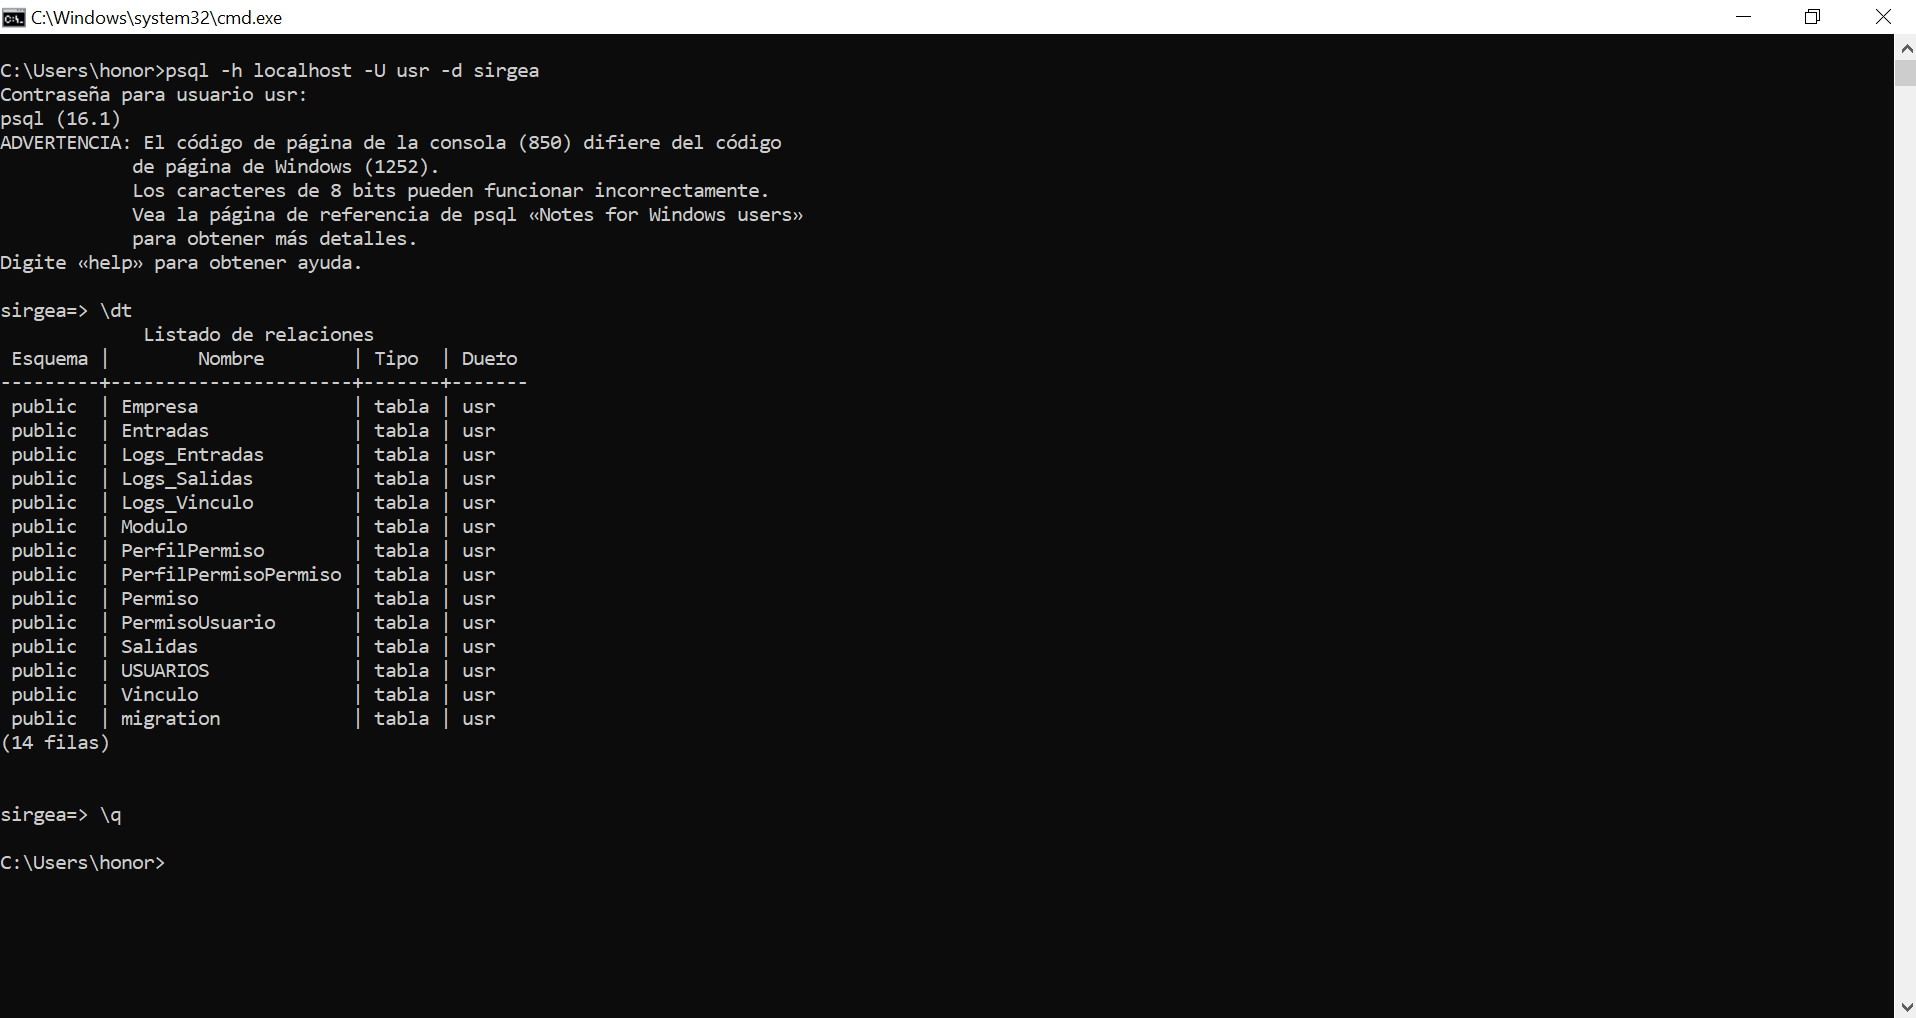 C:\Windows\system32\cmd.exe
C:\Users\honor>psql -h localhost -U usr -d sirgea
Contraseña para usuario usr:
psql (16.1)
ADVERTENCIA: El código de página de la consola (850) difiere del código
            de página de Windows (1252).
            Los caracteres de 8 bits pueden funcionar incorrectamente.
            Vea la página de referencia de psql «Notes for Windows users»
            para obtener más detalles.
Digite «help» para obtener ayuda.
sirgea=> \dt
             Listado de relaciones
 Esquema |        Nombre        | Tipo  | Due±o
---------+----------------------+-------+-------
 public  | Empresa              | tabla | usr
 public  | Entradas             | tabla | usr
 public  | Logs_Entradas        | tabla | usr
 public  | Logs_Salidas         | tabla | usr
 public  | Logs_Vinculo         | tabla | usr
 public  | Modulo               | tabla | usr
 public  | PerfilPermiso        | tabla | usr
 public  | PerfilPermisoPermiso | tabla | usr
 public  | Permiso              | tabla | usr
 public  | PermisoUsuario       | tabla | usr
 public  | Salidas              | tabla | usr
 public  | USUARIOS             | tabla | usr
 public  | Vinculo              | tabla | usr
 public  | migration            | tabla | usr
(14 filas)
sirgea=> \q
C:\Users\honor>